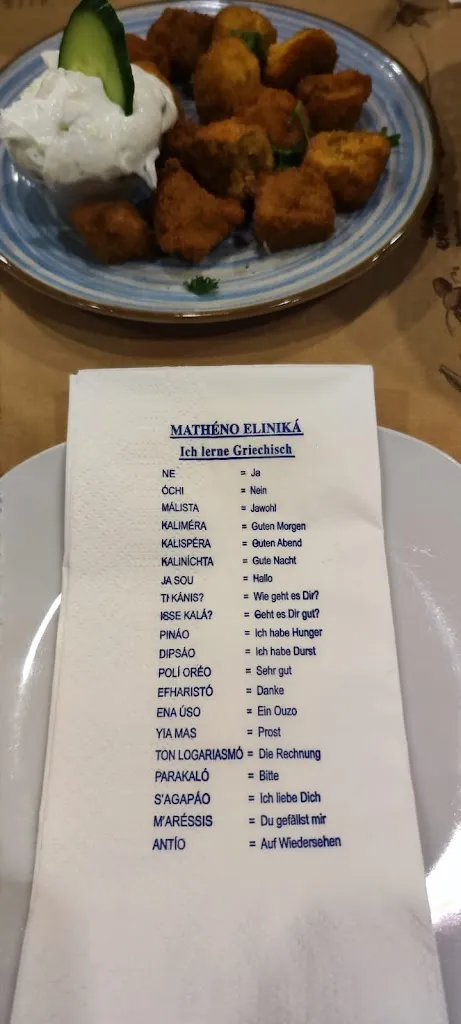 MATHÉNO ELINIKÁ
Ich lerne Griechisch
NE = Ja
ÓCHI = Nein
MÁLISTA = Jawohl
KALIMÉRA = Guten Morgen
KALISPÉRA = Guten Abend
KALINÍCHTA = Gute Nacht
JA SOU = Hallo
TI KÁNIS? = Wie geht es Dir?
ISSE KALÁ? = Geht es Dir gut?
PINÁO = Ich habe Hunger
DIPSÁO = Ich habe Durst
POLÍ ORÉO = Sehr gut
EFHARISTÓ = Danke
ENA ÚSO = Ein Ouzo
YIA MAS = Prost
TON LOGARIASMÓ = Die Rechnung
PARAKALÓ = Bitte
S'AGAPÁO = Ich liebe Dich
M'ARÉSSIS = Du gefällst mir
ANTÍO = Auf Wiedersehen